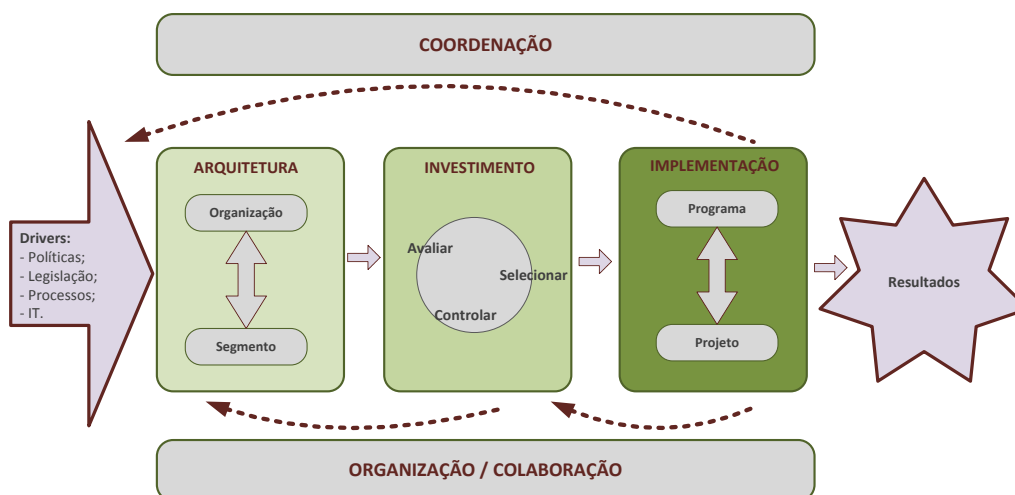 COORDENAÇÃO
Drivers:
- Políticas;
- Legislação;
- Processos;
- IT.
ARQUITETURA
Organização
Segmento
INVESTIMENTO
Avaliar
Selecionar
Controlar
IMPLEMENTAÇÃO
Programa
Projeto
Resultados
ORGANIZAÇÃO / COLABORAÇÃO